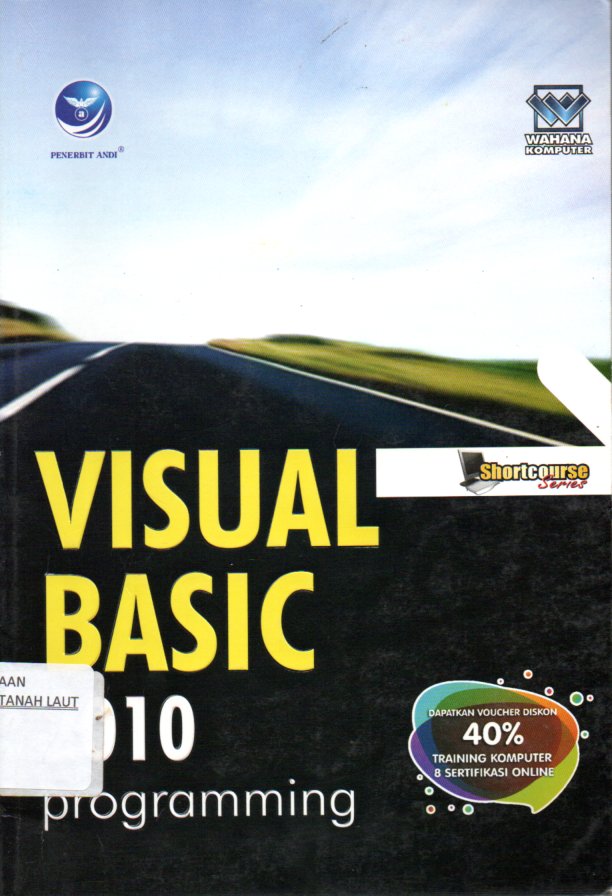 a
PENERBIT ANDI®
WAHANA
KOMPUTER
Shortcourse
Series
VISUAL
BASIC
010
programming
AAN
TANAH LAUT
DAPATKAN VOUCHER DISKON
40%
TRAINING KOMPUTER
& SERTIFIKASI ONLINE